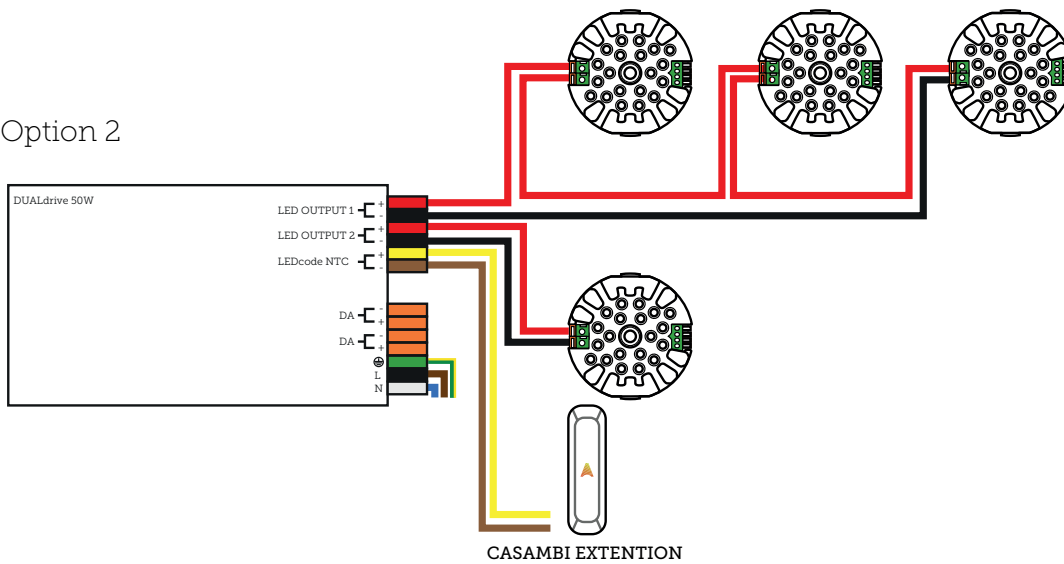 Option 2
DUALdrive 50W
LED OUTPUT 1 + -
LED OUTPUT 2 + -
LEDcode NTC + -
DA - +
DA - +
L
N
CASAMBI EXTENTION